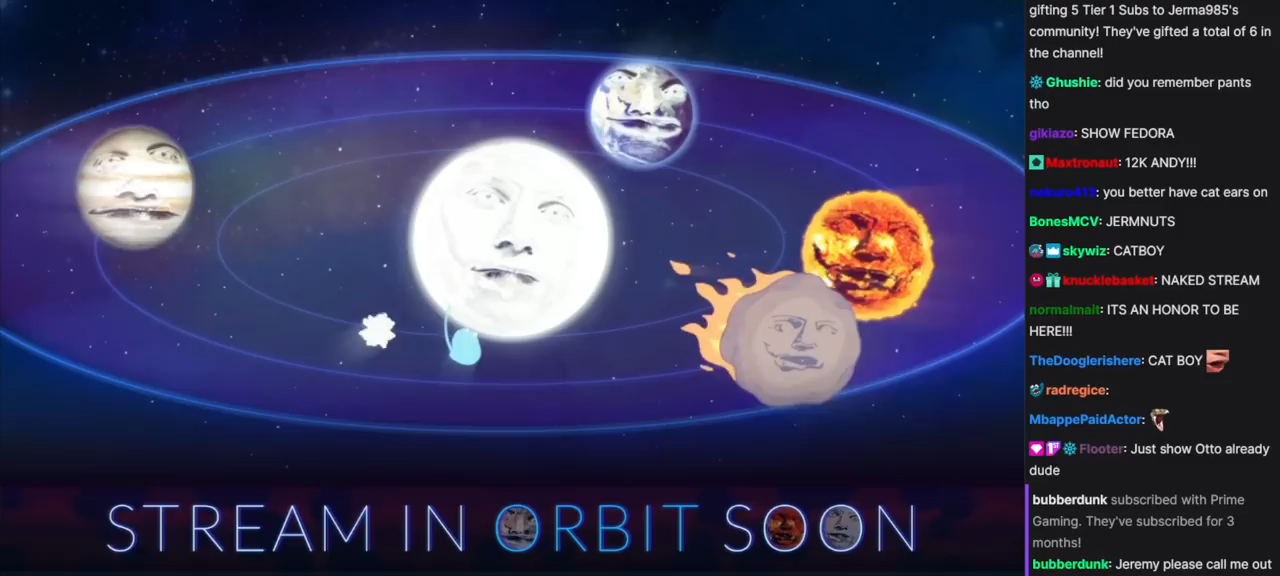 gifting 5 Tier 1 Subs to Jerma985's
community! They've gifted a total of 6 in
the channel!
Ghushie: did you remember pants
tho
gikiazo: SHOW FEDORA
Maxtronaut: 12K ANDY!!!
nekuro413: you better have cat ears on
BonesMCV: JERMNUTS
skywiz: CATBOY
knucklebasket: NAKED STREAM
normalmait: ITS AN HONOR TO BE
HERE!!!
TheDooglerishere: CAT BOY
radregice:
MbappePaidActor:
Flooter: Just show Otto already
dude
bubberdunk subscribed with Prime
Gaming. They've subscribed for 3
months!
bubberdunk: Jeremy please call me out
STREAM IN ORBIT SOON